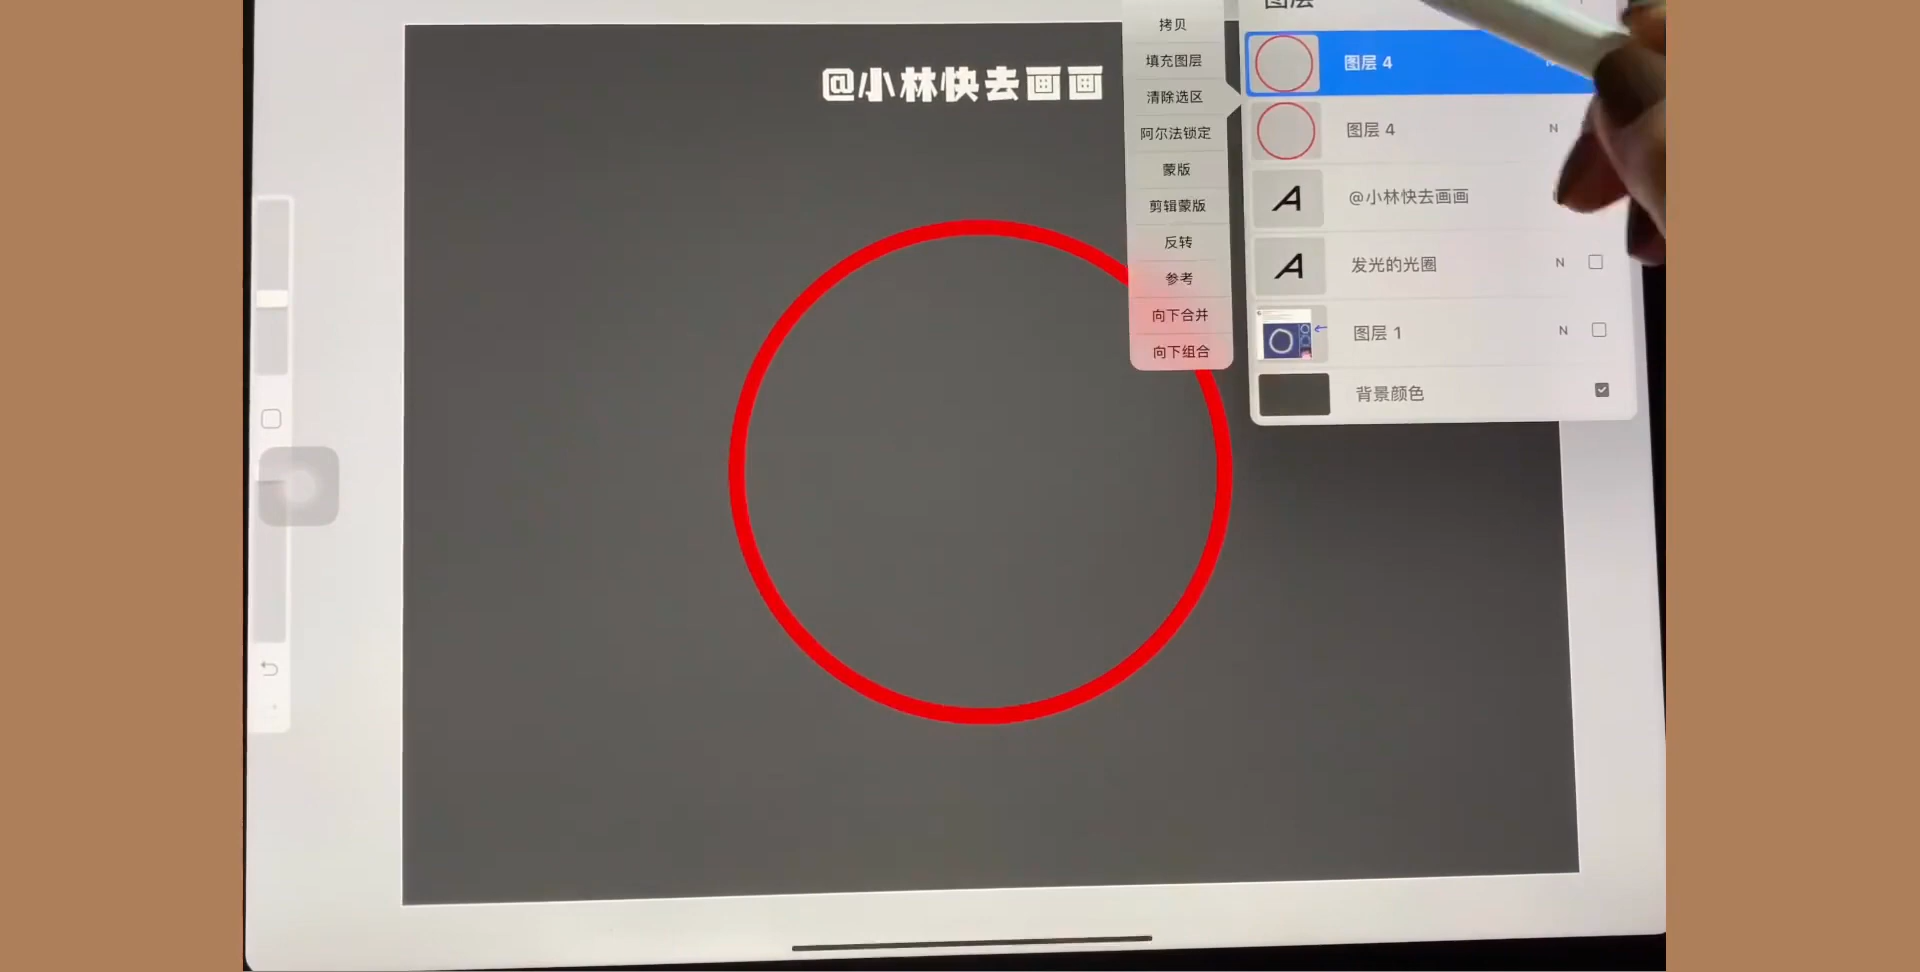 图层
@小林快去画画
拷贝
填充图层
清除选区
阿尔法锁定
蒙版
剪辑蒙版
反转
参考
向下合并
向下组合
图层 4
N
图层 4
N
@小林快去画画
发光的光圈
N
图层 1
N
背景颜色